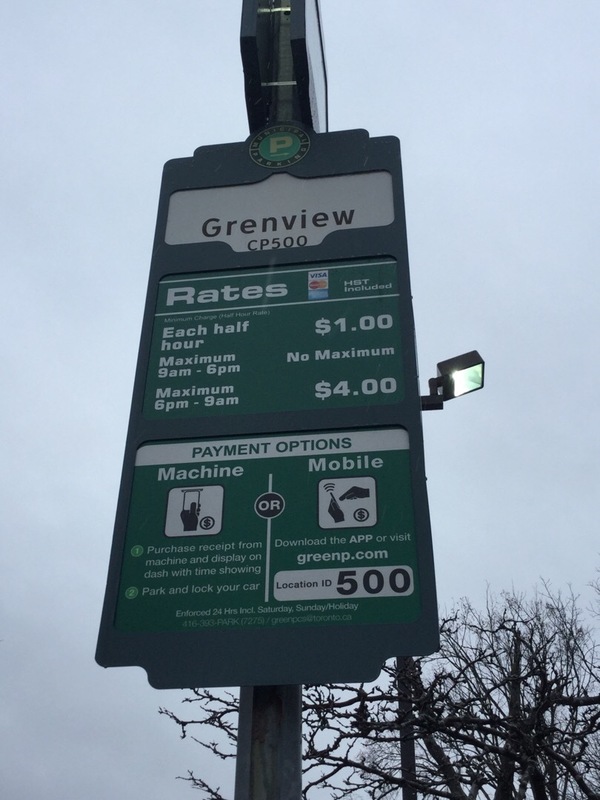 MUNICIPAL
P
PARKING
Grenview
CP500
Rates
VISA
HST
Included
Minimum Charge (Half Hour Rate)
Each half
hour
$1.00
Maximum
9am - 6pm
No Maximum
Maximum
6pm - 9am
$4.00
PAYMENT OPTIONS
Machine
OR
Mobile
1 Purchase receipt from
machine and display on
dash with time showing
2 Park and lock your car
Download the APP or visit
greenp.com
Location ID 500
Enforced 24 Hrs Incl. Saturday, Sunday/Holiday
416-393-PARK (7275) / greenpcs@toronto.ca